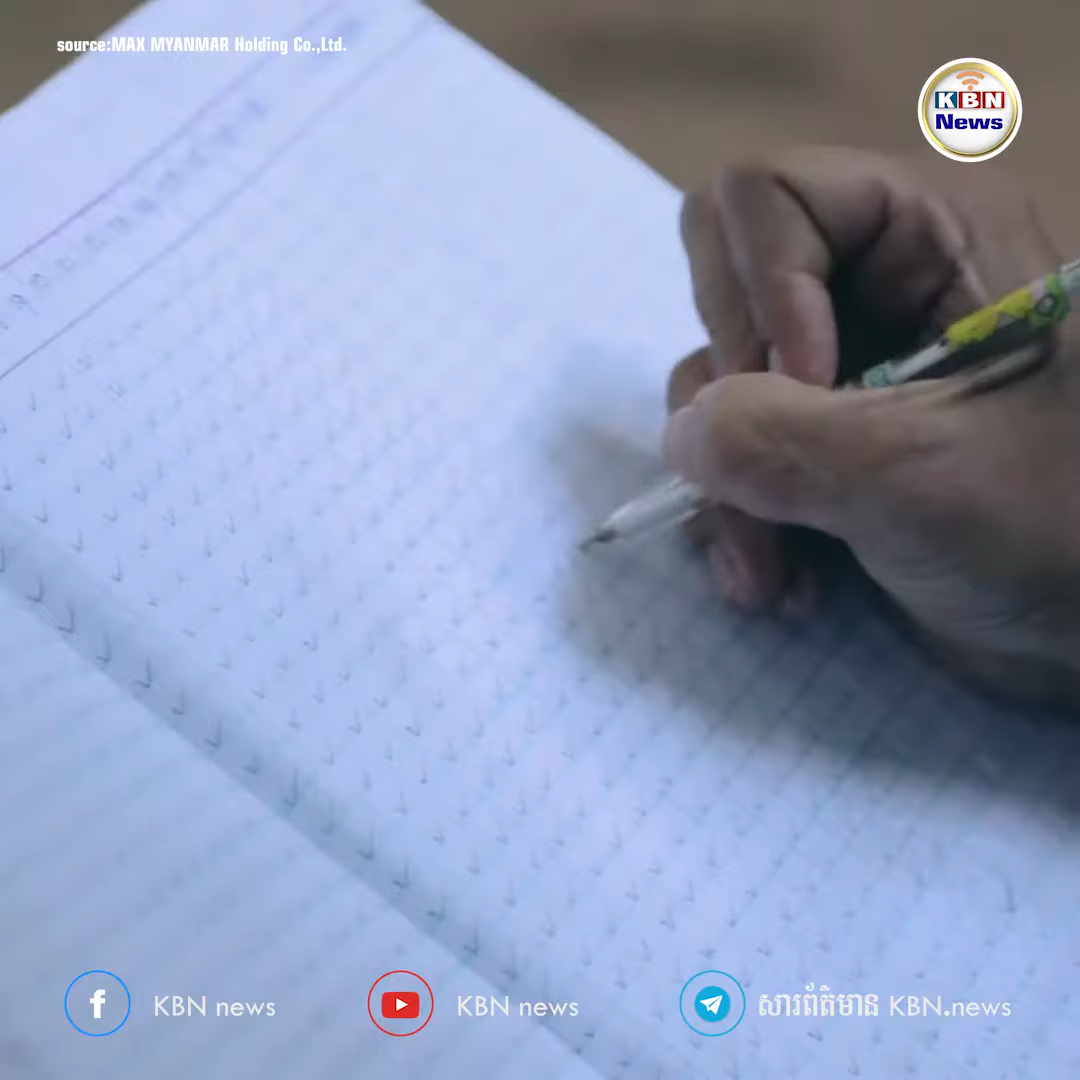 source:MAX MYANMAR Holding Co.,Ltd.
KBN
News
KBN news
KBN news
សារព័ត៌មាន KBN.news